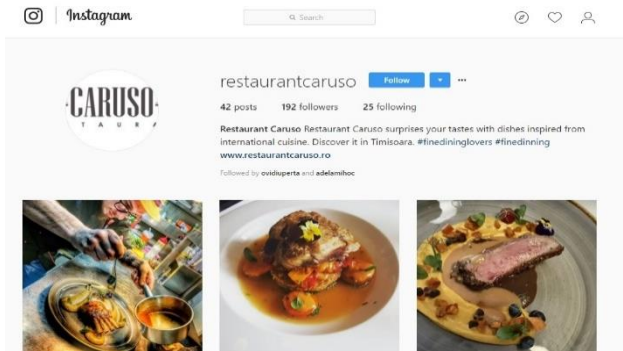 Instagram
Search
restaurantcaruso Follow
42 posts 192 followers 25 following
Restaurant Caruso Restaurant Caruso surprises your tastes with dishes inspired from
international cuisine. Discover it in Timisoara. #finedininglovers #finedinning
www.restaurantcaruso.ro
Followed by ovidiuperta and adelamihoc
CARUSO